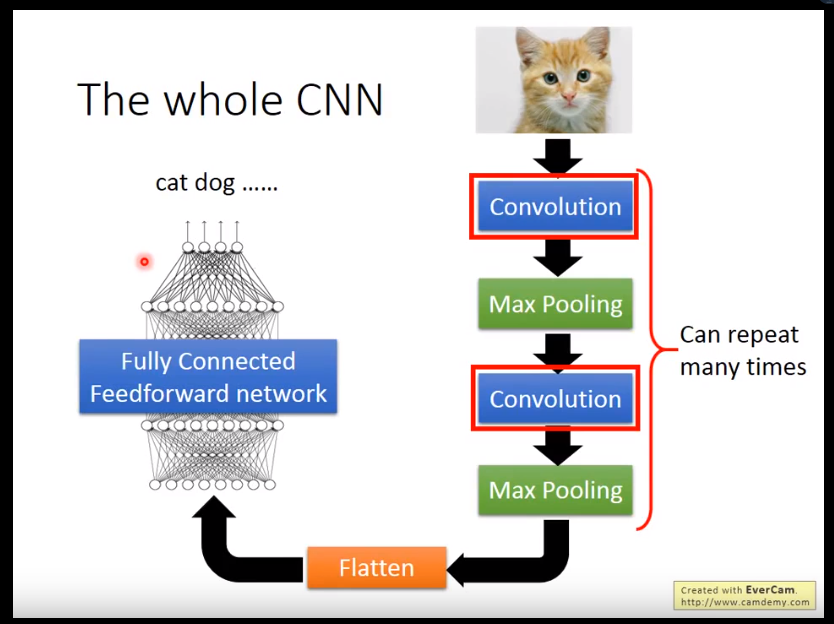 The whole CNN
cat dog ……
Convolution
Max Pooling
Convolution
Max Pooling
Can repeat
many times
Flatten
Fully Connected
Feedforward network
Created with EverCam.
http://www.camdemy.com